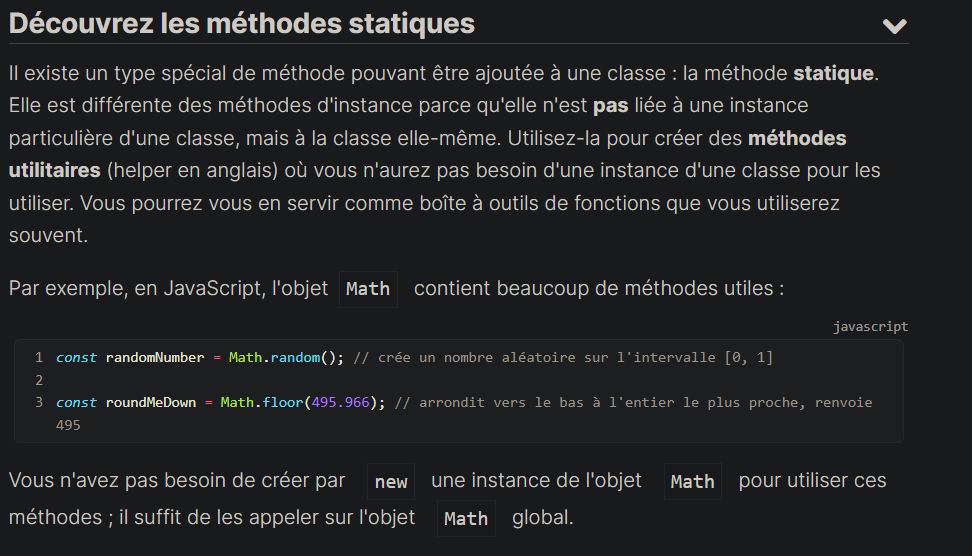 Découvrez les méthodes statiques
Il existe un type spécial de méthode pouvant être ajoutée à une classe : la méthode statique.
Elle est différente des méthodes d'instance parce qu'elle n'est pas liée à une instance
particulière d'une classe, mais à la classe elle-même. Utilisez-la pour créer des méthodes
utilitaires (helper en anglais) où vous n'aurez pas besoin d'une instance d'une classe pour les
utiliser. Vous pourrez vous en servir comme boîte à outils de fonctions que vous utiliserez
souvent.
Par exemple, en JavaScript, l'objet Math contient beaucoup de méthodes utiles :
javascript
1 const randomNumber = Math.random(); // crée un nombre aléatoire sur l'intervalle [0, 1]
2
3 const roundMeDown = Math.floor(495.966); // arrondit vers le bas à l'entier le plus proche, renvoie
495
Vous n'avez pas besoin de créer par new une instance de l'objet Math pour utiliser ces
méthodes ; il suffit de les appeler sur l'objet Math global.